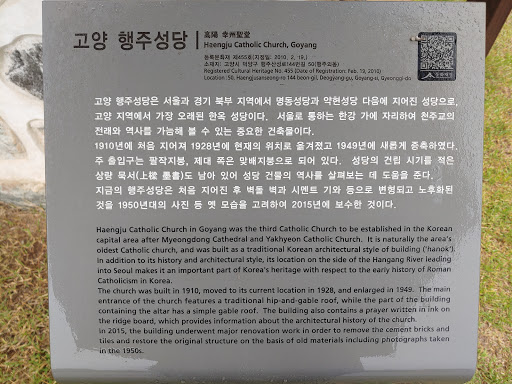 고양 행주성당
高陽 幸州聖堂
Haengju Catholic Church, Goyang
등록문화재 제455호(지정일: 2010. 2. 19.)
소재지: 고양시 덕양구 행주산성로144번길 50(행주외동)
Registered Cultural Heritage No. 455 (Date of Registration: Feb. 19, 2010)
Location: 50, Haengjusanseong-ro 144 beon-gil, Deogyang-gu, Goyang-si, Gyeonggi-do
고양 행주성당은 서울과 경기 북부 지역에서 명동성당과 약현성당 다음에 지어진 성당으로,
고양 지역에서 가장 오래된 한옥 성당이다. 서울로 통하는 한강 가에 자리하여 천주교의
전래와 역사를 가늠해 볼 수 있는 중요한 건축물이다.
1910년에 처음 지어져 1928년에 현재의 위치로 옮겨졌고 1949년에 새롭게 증축하였다.
주 출입구는 팔작지붕, 제대 쪽은 맞배지붕으로 되어 있다. 성당의 건립 시기를 적은
상량 묵서(上樑 墨書)도 남아 있어 성당 건물의 역사를 살펴보는 데 도움을 준다.
지금의 행주성당은 처음 지어진 후 벽돌 벽과 시멘트 기와 등으로 변형되고 노후화된
것을 1950년대의 사진 등 옛 모습을 고려하여 2015년에 보수한 것이다.
Haengju Catholic Church in Goyang was the third Catholic Church to be established in the Korean
capital area after Myeongdong Cathedral and Yakhyeon Catholic Church. It is naturally the area's
oldest Catholic church, and was built as a traditional Korean architectural style of building ('hanok').
In addition to its history and architectural style, its location on the side of the Hangang River leading
into Seoul makes it an important part of Korea's heritage with respect to the early history of Roman
Catholicism in Korea.
The church was built in 1910, moved to its current location in 1928, and enlarged in 1949. The main
entrance of the church features a traditional hip-and-gable roof, while the part of the building
containing the altar has a simple gable roof. The building also contains a prayer written in ink on
the ridge board, which provides information about the architectural history of the church.
In 2015, the building underwent major renovation work in order to remove the cement bricks and
tiles and restore the original structure on the basis of old materials including photographs taken
in the 1950s.